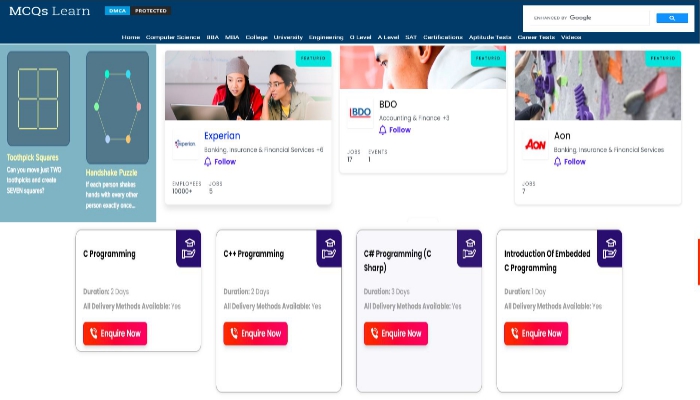 MCQs Learn
DMCA PROTECTED
ENHANCED BY Google
Home Computer Science BBA MBA College University Engineering O Level A Level SAT Certifications Aptitude Tests Career Tests Videos
Toothpick Squares
Can you move just TWO
toothpicks and create
SEVEN squares?
Handshake Puzzle
If each person shakes
hands with every other
person exactly once...
FEATURED
Experian
Experian
Banking, Insurance & Financial Services +6
Follow
EMPLOYEES JOBS
10000+ 5
FEATURED
IBDO
BDO
Accounting & Finance +3
Follow
JOBS EVENTS
17 1
FEATURED
AON
Aon
Banking, Insurance & Financial Services
Follow
JOBS
7
C Programming
Duration: 2 Days
All Delivery Methods Available: Yes
Enquire Now
C++ Programming
Duration: 2 Days
All Delivery Methods Available: Yes
Enquire Now
C# Programming (C
Sharp)
Duration: 3 Days
All Delivery Methods Available: Yes
Enquire Now
Introduction Of Embedded
C Programming
Duration: 1 Day
All Delivery Methods Available: Yes
Enquire Now